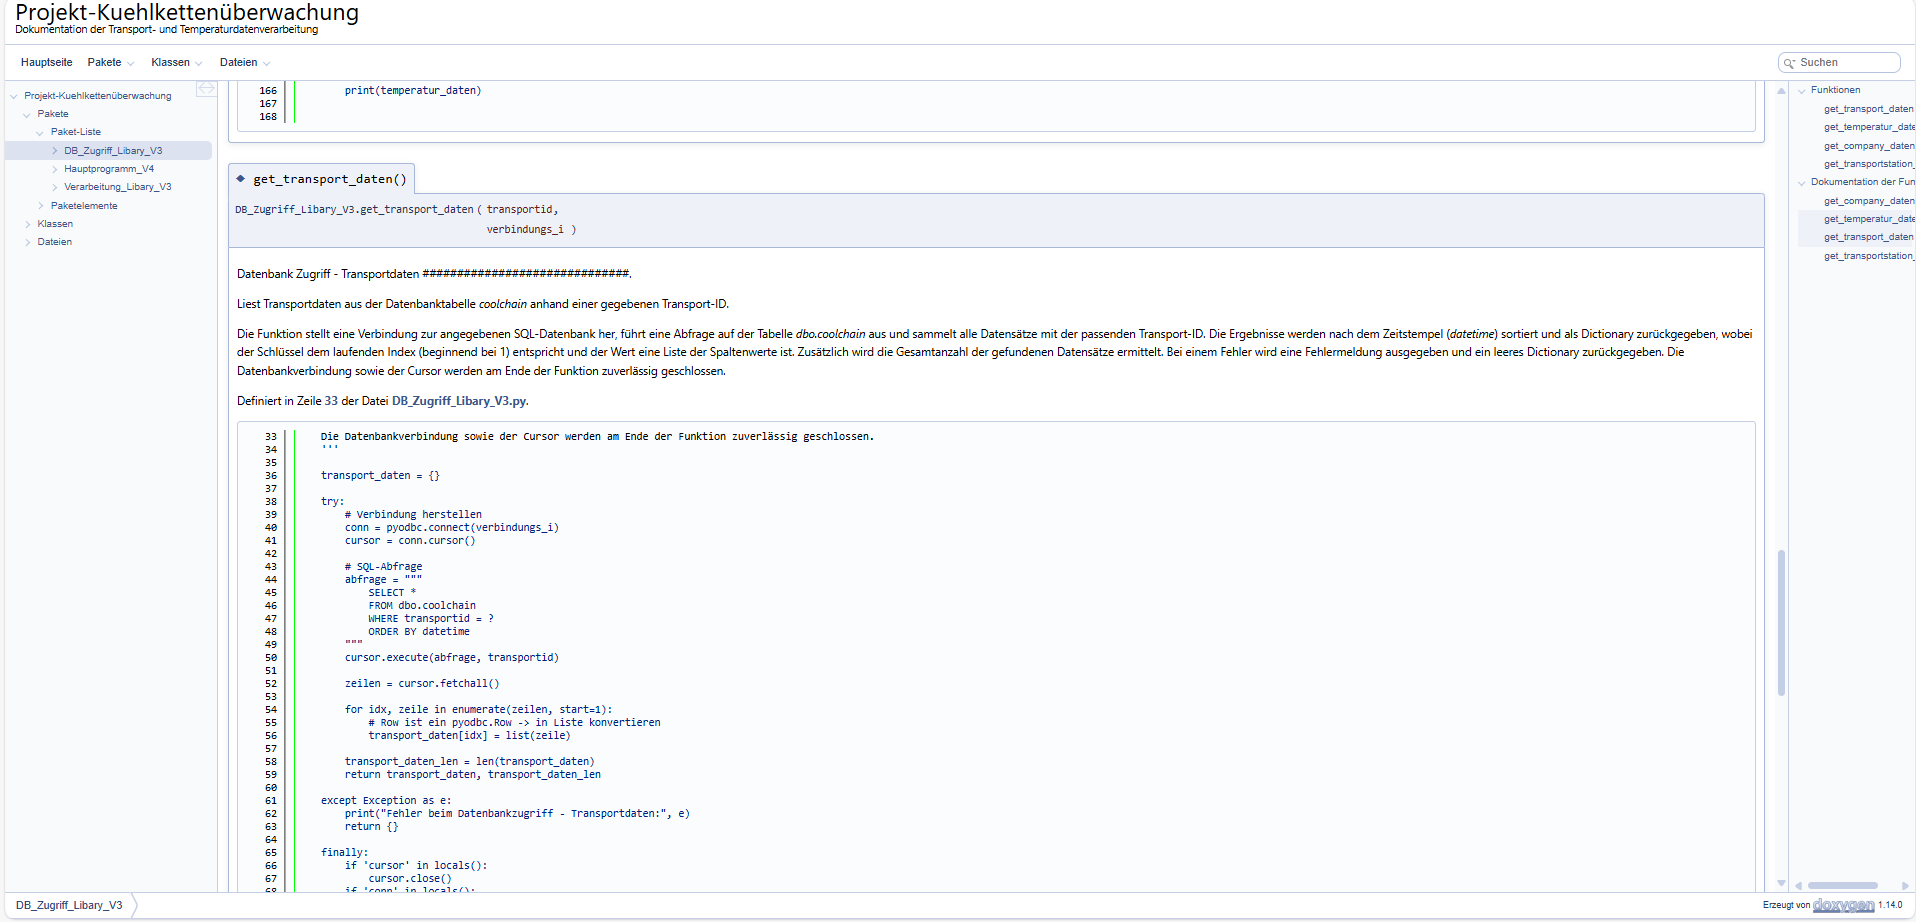 Projekt-Kuehlkettenüberwachung
Dokumentation der Transport- und Temperaturdatenverarbeitung
Hauptseite Pakete Klassen Dateien
Suchen
Projekt-Kuehlkettenüberwachung
Pakete
Paket-Liste
DB_Zugriff_Libary_V3
Hauptprogramm_V4
Verarbeitung_Libary_V3
Paketelemente
Klassen
Dateien
166 print(temperatur_daten)
167
168
◆ get_transport_daten()
DB_Zugriff_Libary_V3.get_transport_daten ( transportid,
verbindungs_i )
Datenbank Zugriff - Transportdaten ##############################.
Liest Transportdaten aus der Datenbanktabelle coolchain anhand einer gegebenen Transport-ID.
Die Funktion stellt eine Verbindung zur angegebenen SQL-Datenbank her, führt eine Abfrage auf der Tabelle dbo.coolchain aus und sammelt alle Datensätze mit der passenden Transport-ID. Die Ergebnisse werden nach dem Zeitstempel (datetime) sortiert und als Dictionary zurückgegeben, wobei
der Schlüssel dem laufenden Index (beginnend bei 1) entspricht und der Wert eine Liste der Spaltenwerte ist. Zusätzlich wird die Gesamtanzahl der gefundenen Datensätze ermittelt. Bei einem Fehler wird eine Fehlermeldung ausgegeben und ein leeres Dictionary zurückgegeben. Die
Datenbankverbindung sowie der Cursor werden am Ende der Funktion zuverlässig geschlossen.
Definiert in Zeile 33 der Datei DB_Zugriff_Libary_V3.py.
33 Die Datenbankverbindung sowie der Cursor werden am Ende der Funktion zuverlässig geschlossen.
34 '''
35
36 transport_daten = {}
37
38 try:
39 # Verbindung herstellen
40 conn = pyodbc.connect(verbindungs_i)
41 cursor = conn.cursor()
42
43 # SQL-Abfrage
44 abfrage = """
45 SELECT *
46 FROM dbo.coolchain
47 WHERE transportid = ?
48 ORDER BY datetime
49 """
50 cursor.execute(abfrage, transportid)
51
52 zeilen = cursor.fetchall()
53
54 for idx, zeile in enumerate(zeilen, start=1):
55 # Row ist ein pyodbc.Row -> in Liste konvertieren
56 transport_daten[idx] = list(zeile)
57
58 transport_daten_len = len(transport_daten)
59 return transport_daten, transport_daten_len
60
61 except Exception as e:
62 print("Fehler beim Datenbankzugriff - Transportdaten:", e)
63 return {}
64
65 finally:
66 if 'cursor' in locals():
67 cursor.close()
68 if 'conn' in locals():
Funktionen
get_transport_daten
get_temperatur_date
get_company_daten
get_transportstation_
Dokumentation der Fun
get_company_daten
get_temperatur_date
get_transport_daten
get_transportstation_
DB_Zugriff_Libary_V3
Erzeugt von doxygen 1.14.0